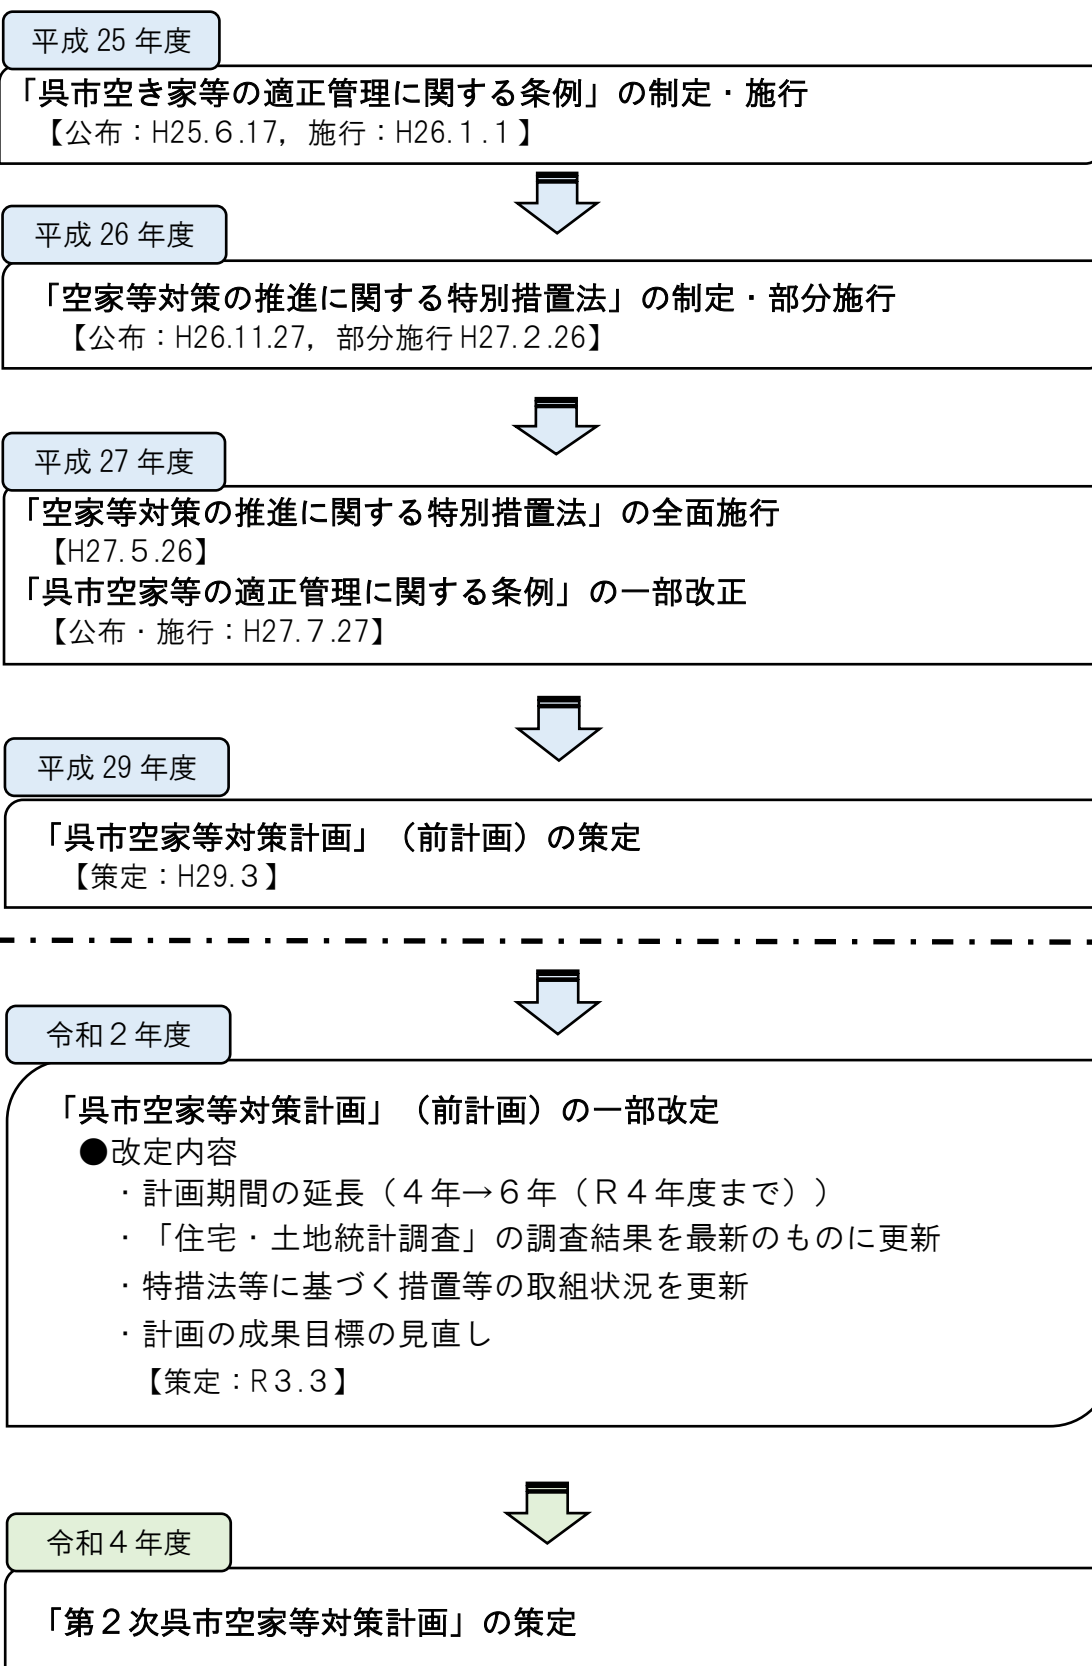 平成 25 年度
「呉市空き家等の適正管理に関する条例」の制定・施行
【公布：H25.６.17，施行：H26.１.１】
平成 26 年度
「空家等対策の推進に関する特別措置法」の制定・部分施行
【公布：H26.11.27，部分施行 H27.２.26】
平成 27 年度
「空家等対策の推進に関する特別措置法」の全面施行
【H27.５.26】
「呉市空家等の適正管理に関する条例」の一部改正
【公布・施行：H27.７.27】
平成 29 年度
「呉市空家等対策計画」（前計画）の策定
【策定：H29.３】
令和２年度
「呉市空家等対策計画」（前計画）の一部改定
●改定内容
・計画期間の延長（４年→６年（Ｒ４年度まで））
・「住宅・土地統計調査」の調査結果を最新のものに更新
・特措法等に基づく措置等の取組状況を更新
・計画の成果目標の見直し
【策定：R３.３】
令和４年度
「第２次呉市空家等対策計画」の策定